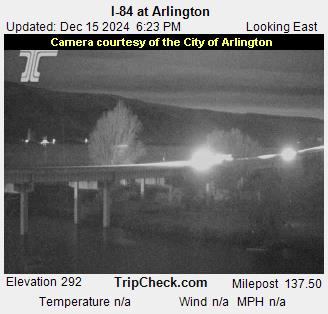 I-84 at Arlington
Updated: Dec 15 2024 6:23 PM Looking East
Camera courtesy of the City of Arlington
Elevation 292 TripCheck.com Milepost 137.50
Temperature n/a Wind n/a MPH n/a